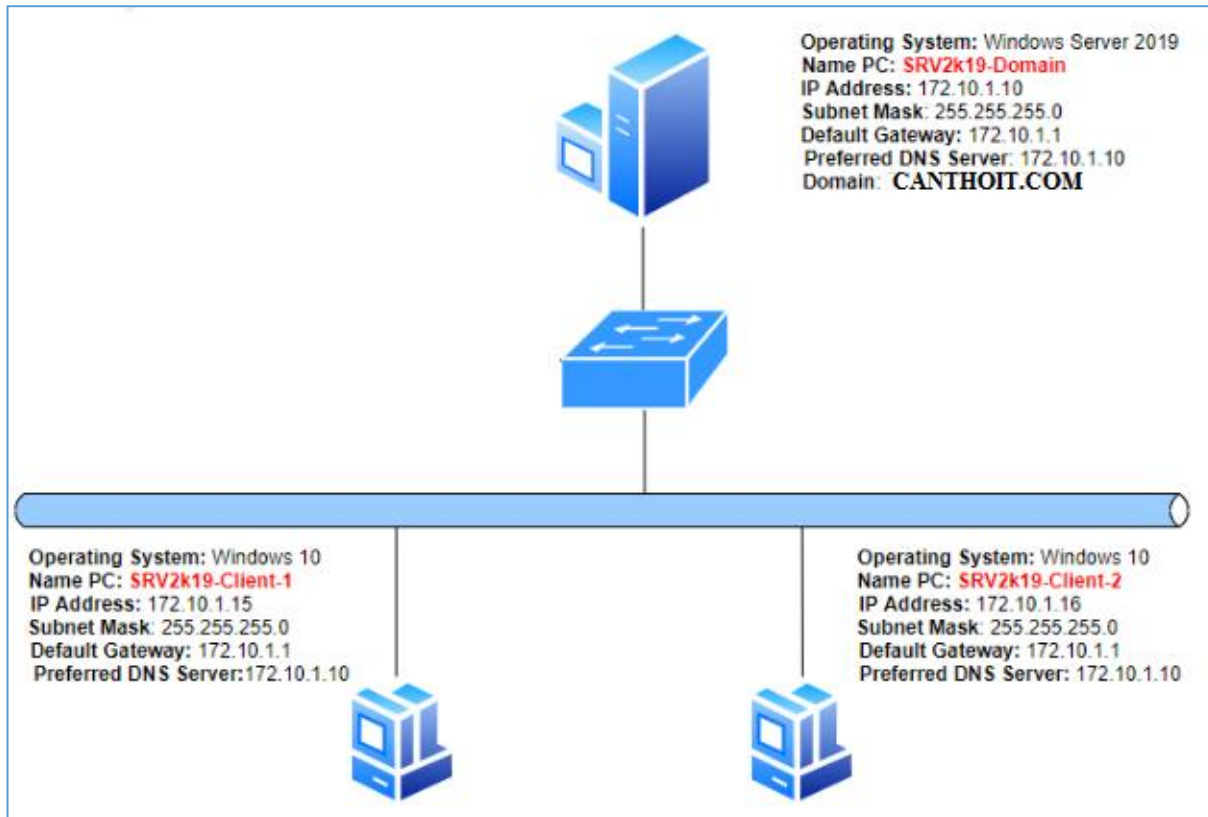 Operating System: Windows Server 2019
Name PC: SRV2k19-Domain
IP Address: 172.10.1.10
Subnet Mask: 255.255.255.0
Default Gateway: 172.10.1.1
Preferred DNS Server: 172.10.1.10
Domain: CANTHOIT.COM
Operating System: Windows 10
Name PC: SRV2k19-Client-1
IP Address: 172.10.1.15
Subnet Mask: 255.255.255.0
Default Gateway: 172.10.1.1
Preferred DNS Server:172.10.1.10
Operating System: Windows 10
Name PC: SRV2k19-Client-2
IP Address: 172.10.1.16
Subnet Mask: 255.255.255.0
Default Gateway: 172.10.1.1
Preferred DNS Server: 172.10.1.10